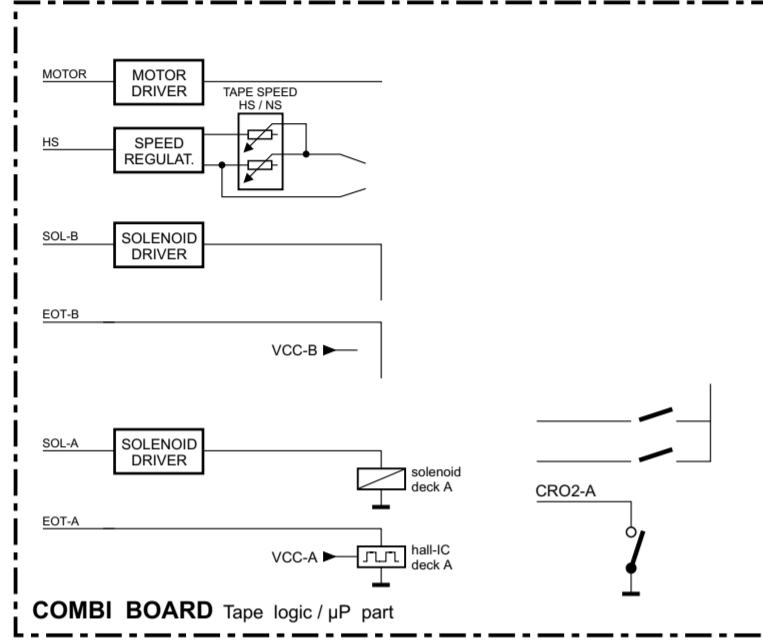 MOTOR
MOTOR
DRIVER
TAPE SPEED
HS / NS
HS
SPEED
REGULAT.
SOL-B
SOLENOID
DRIVER
EOT-B
VCC-B
SOL-A
SOLENOID
DRIVER
solenoid
deck A
CRO2-A
EOT-A
VCC-A
hall-IC
deck A
COMBI BOARD Tape logic / µP part